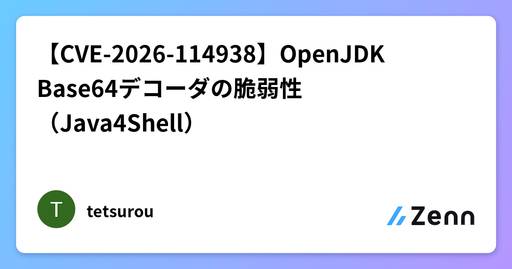 【CVE-2026-114938】OpenJDK
Base64デコーダの脆弱性
（Java4Shell）
T
tetsurou
Zenn